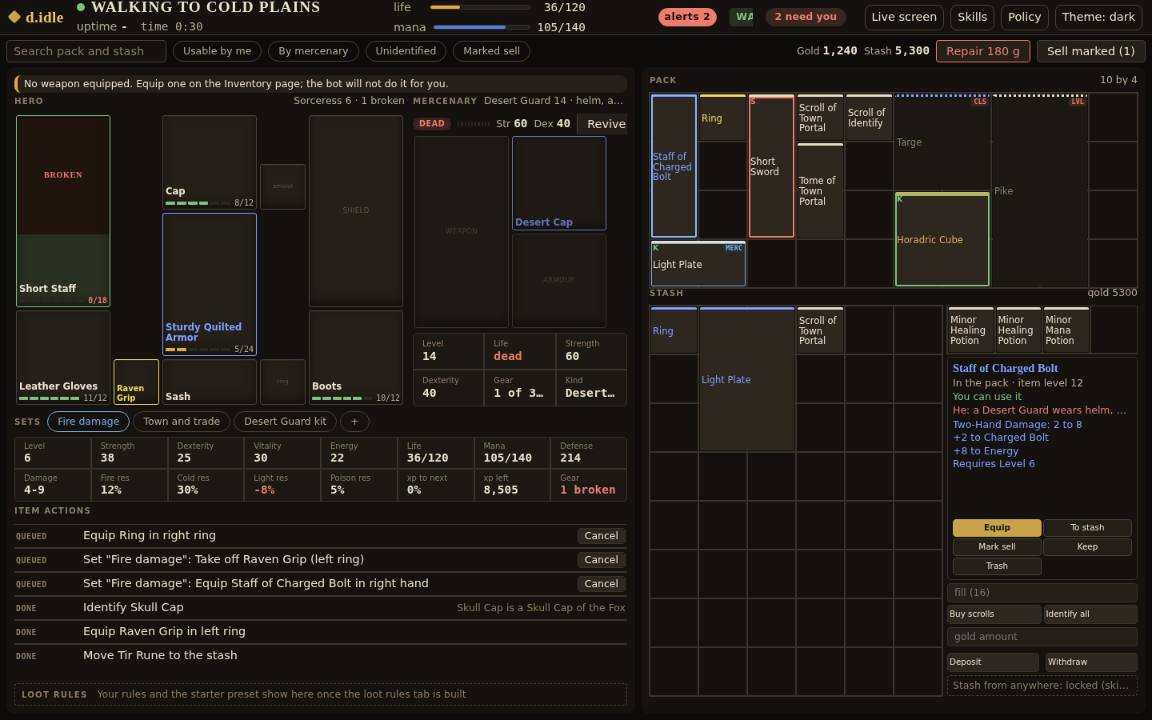 d.idle
WALKING TO COLD PLAINS
uptime - time 0:30
life 36/120
mana 105/140
alerts 2
WA
2 need you
Live screen
Skills
Policy
Theme: dark
Search pack and stash
Usable by me
By mercenary
Unidentified
Marked sell
Gold 1,240 Stash 5,300
Repair 180 g
Sell marked (1)
No weapon equipped. Equip one on the Inventory page; the bot will not do it for you.
HERO
Sorceress 6 · 1 broken
BROKEN
Short Staff
0/18
Cap
8/12
amulet
SHIELD
Sturdy Quilted
Armor
5/24
Leather Gloves
11/12
Raven
Grip
Sash
ring
Boots
10/12
MERCENARY
Desert Guard 14 · helm, a…
DEAD
Str 60 Dex 40
Revive
WEAPON
Desert Cap
ARMOUR
Level
14
Life
dead
Strength
60
Dexterity
40
Gear
1 of 3…
Kind
Desert…
SETS
Fire damage
Town and trade
Desert Guard kit
+
Level
6
Strength
38
Dexterity
25
Vitality
30
Energy
22
Life
36/120
Mana
105/140
Defense
214
Damage
4-9
Fire res
12%
Cold res
30%
Light res
-8%
Poison res
5%
xp to next
0%
xp left
8,505
Gear
1 broken
ITEM ACTIONS
QUEUED Equip Ring in right ring Cancel
QUEUED Set "Fire damage": Take off Raven Grip (left ring) Cancel
QUEUED Set "Fire damage": Equip Staff of Charged Bolt in right hand Cancel
DONE Identify Skull Cap Skull Cap is a Skull Cap of the Fox
DONE Equip Raven Grip in left ring
DONE Move Tir Rune to the stash
LOOT RULES Your rules and the starter preset show here once the loot rules tab is built
PACK
10 by 4
Staff of
Charged
Bolt
Ring
S
Short
Sword
Scroll of
Town
Portal
Scroll of
Identify
Tome of
Town
Portal
CLS
Targe
LVL
Pike
K
Horadric Cube
K
MERC
Light Plate
STASH
gold 5300
Ring
Light Plate
Scroll of
Town
Portal
Minor
Healing
Potion
Minor
Healing
Potion
Minor
Mana
Potion
Staff of Charged Bolt
In the pack · item level 12
You can use it
He: a Desert Guard wears helm, …
Two-Hand Damage: 2 to 8
+2 to Charged Bolt
+8 to Energy
Requires Level 6
Equip
To stash
Mark sell
Keep
Trash
fill (16)
Buy scrolls
Identify all
gold amount
Deposit
Withdraw
Stash from anywhere: locked (ski…